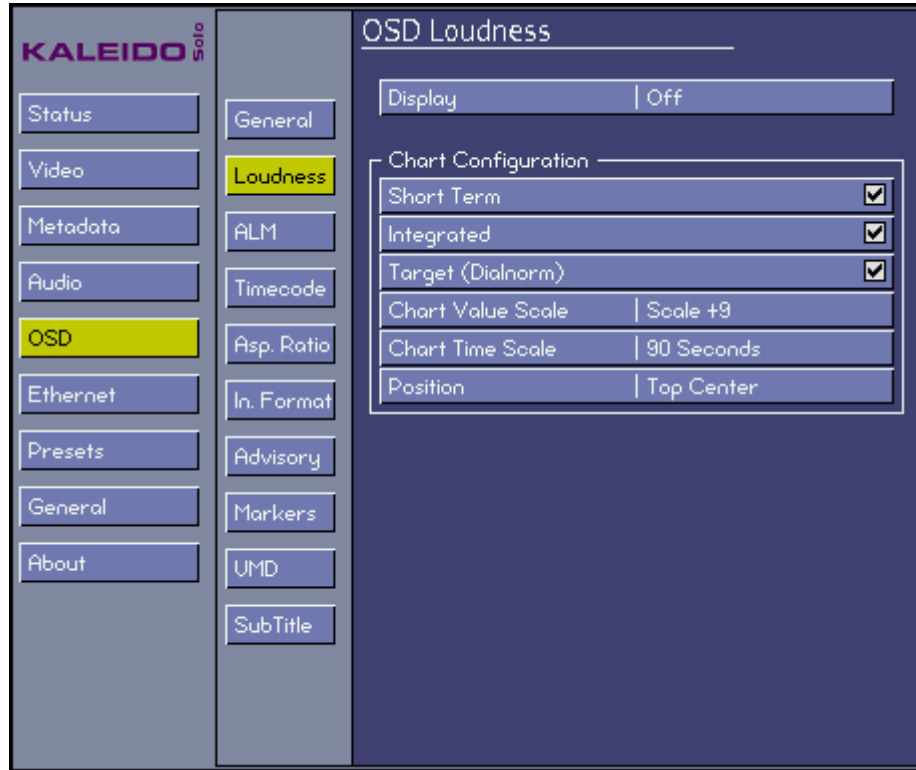 KALEIDO Solo
Status
Video
Metadata
Audio
OSD
Ethernet
Presets
General
About
General
Loudness
ALM
Timecode
Asp. Ratio
In. Format
Advisory
Markers
UMD
SubTitle
OSD Loudness
Display Off
Chart Configuration
Short Term
Integrated
Target (Dialnorm)
Chart Value Scale Scale +9
Chart Time Scale 90 Seconds
Position Top Center